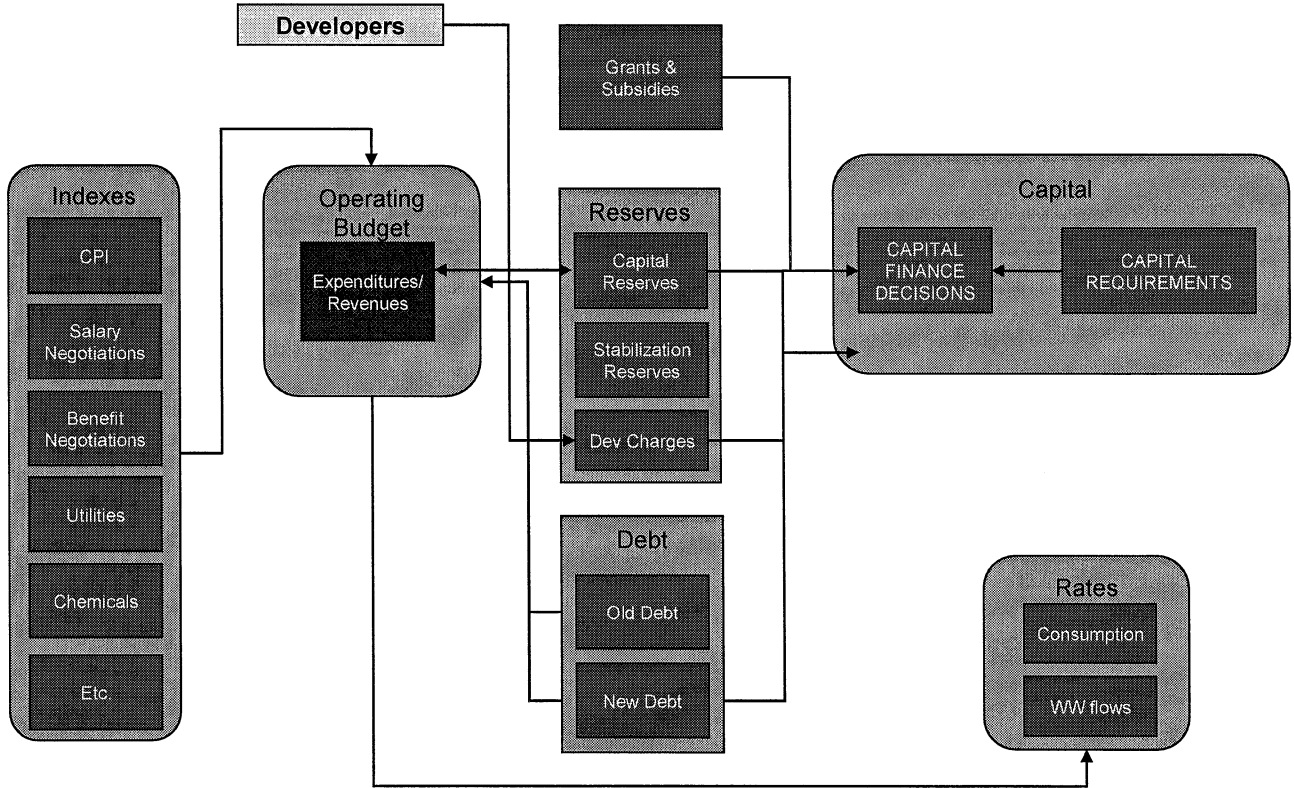 Developers
Grants &
Subsidies
Indexes
CPI
Salary
Negotiations
Benefit
Negotiations
Utilities
Chemicals
Etc.
Operating
Budget
Expenditures/
Revenues
Reserves
Capital
Reserves
Stabilization
Reserves
Dev Charges
Debt
Old Debt
New Debt
Capital
CAPITAL
FINANCE
DECISIONS
CAPITAL
REQUIREMENTS
Rates
Consumption
WW flows